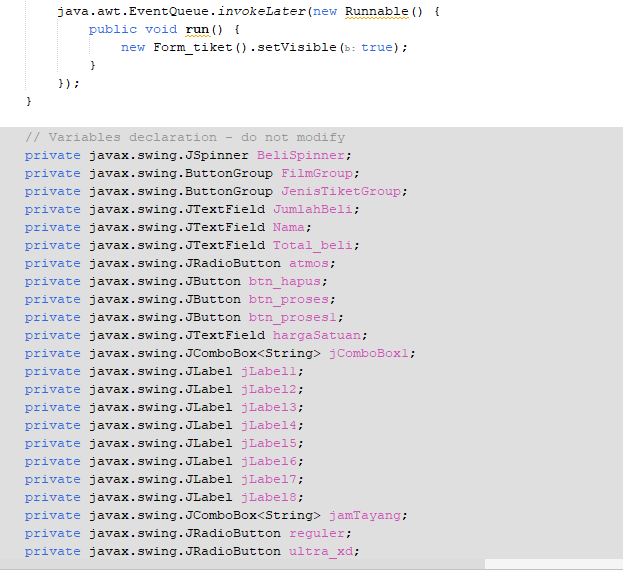 java.awt.EventQueue.invokeLater(new Runnable() {
public void run() {
new Form_tiket().setVisible(b: true);
}
});
}
// Variables declaration - do not modify
private javax.swing.JSpinner BeliSpinner;
private javax.swing.ButtonGroup FilmGroup;
private javax.swing.ButtonGroup JenisTiketGroup;
private javax.swing.JTextField JumlahBeli;
private javax.swing.JTextField Nama;
private javax.swing.JTextField Total_beli;
private javax.swing.JRadioButton atmos;
private javax.swing.JButton btn_hapus;
private javax.swing.JButton btn_proses;
private javax.swing.JButton btn_proses1;
private javax.swing.JTextField hargaSatuan;
private javax.swing.JComboBox<String> jComboBox1;
private javax.swing.JLabel jLabel1;
private javax.swing.JLabel jLabel2;
private javax.swing.JLabel jLabel3;
private javax.swing.JLabel jLabel4;
private javax.swing.JLabel jLabel5;
private javax.swing.JLabel jLabel6;
private javax.swing.JLabel jLabel7;
private javax.swing.JLabel jLabel8;
private javax.swing.JComboBox<String> jamTayang;
private javax.swing.JRadioButton reguler;
private javax.swing.JRadioButton ultra_xd;